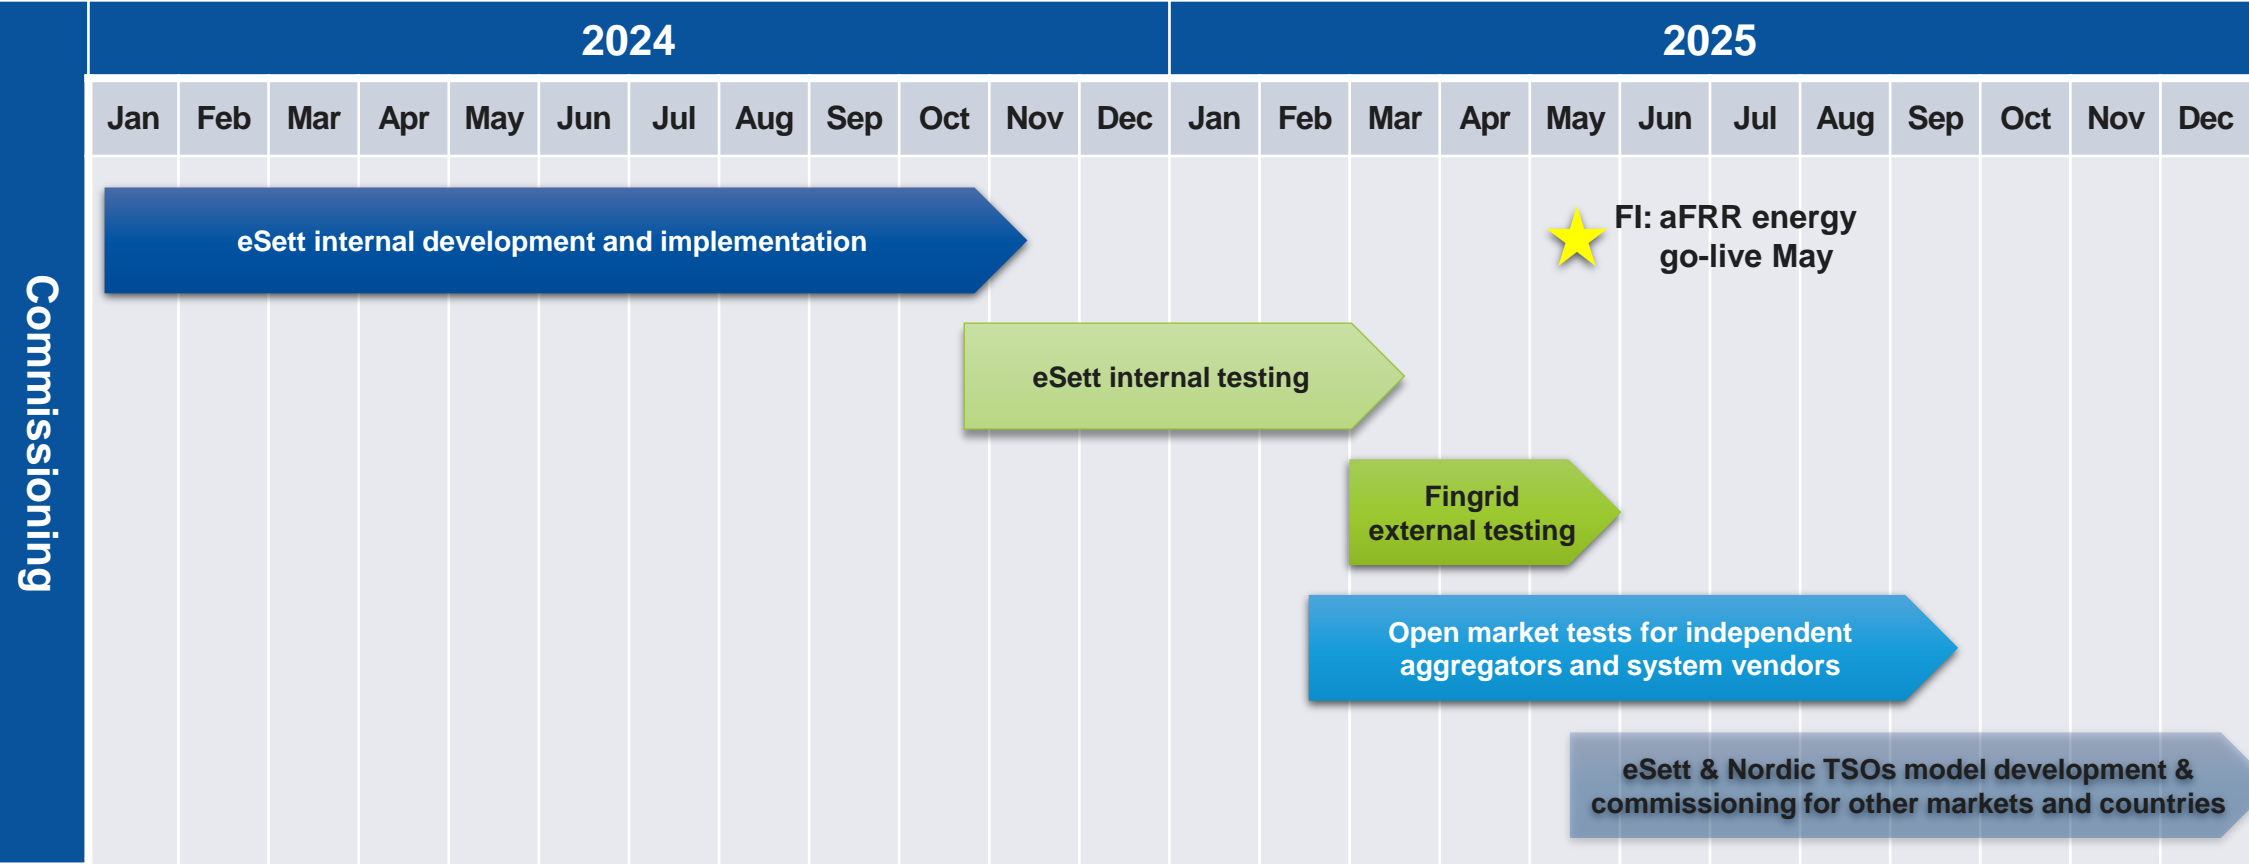 2024 2025
Jan Feb Mar Apr May Jun Jul Aug Sep Oct Nov Dec Jan Feb Mar Apr May Jun Jul Aug Sep Oct Nov Dec
Commissioning
eSett internal development and implementation
FI: aFRR energy
go-live May
eSett internal testing
Fingrid
external testing
Open market tests for independent
aggregators and system vendors
eSett & Nordic TSOs model development &
commissioning for other markets and countries